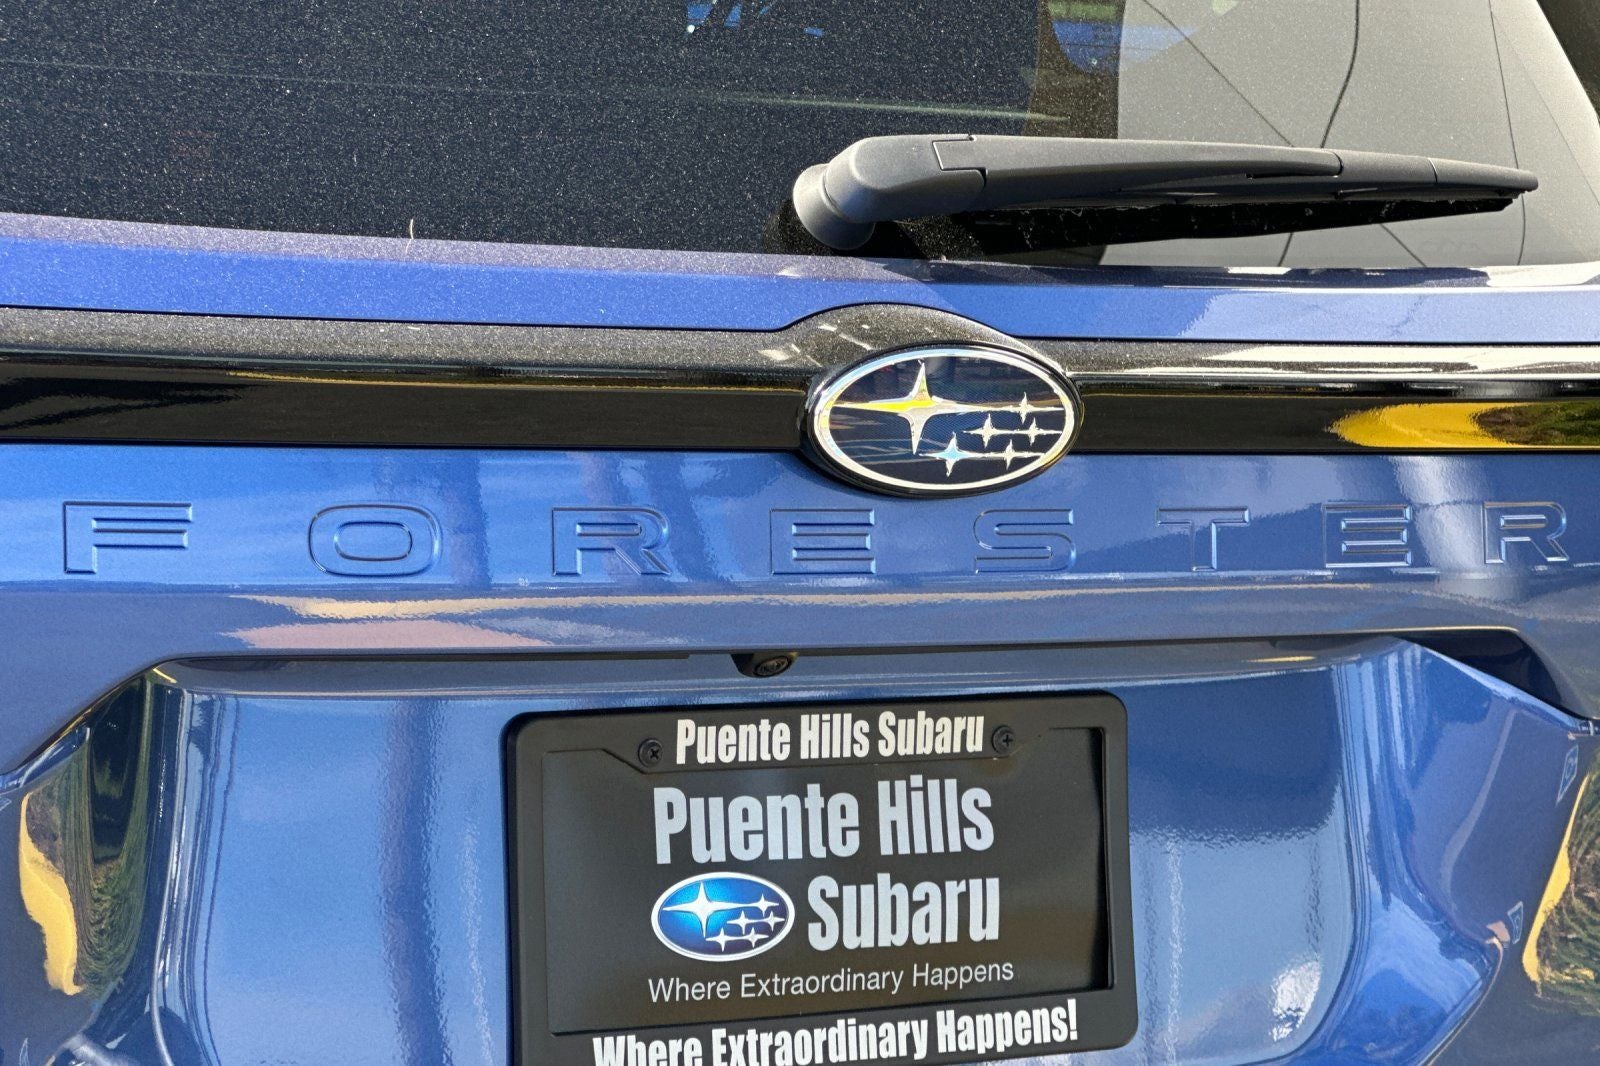 FORESTER
Puente Hills Subaru
Puente Hills
Subaru
Where Extraordinary Happens
Where Extraordinary Happens!